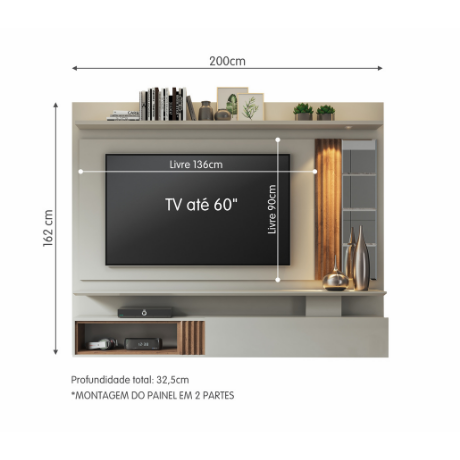 200cm
162 cm
Livre 136cm
TV até 60"
Livre 90cm
Profundidade total: 32,5cm
*MONTAGEM DO PAINEL EM 2 PARTES